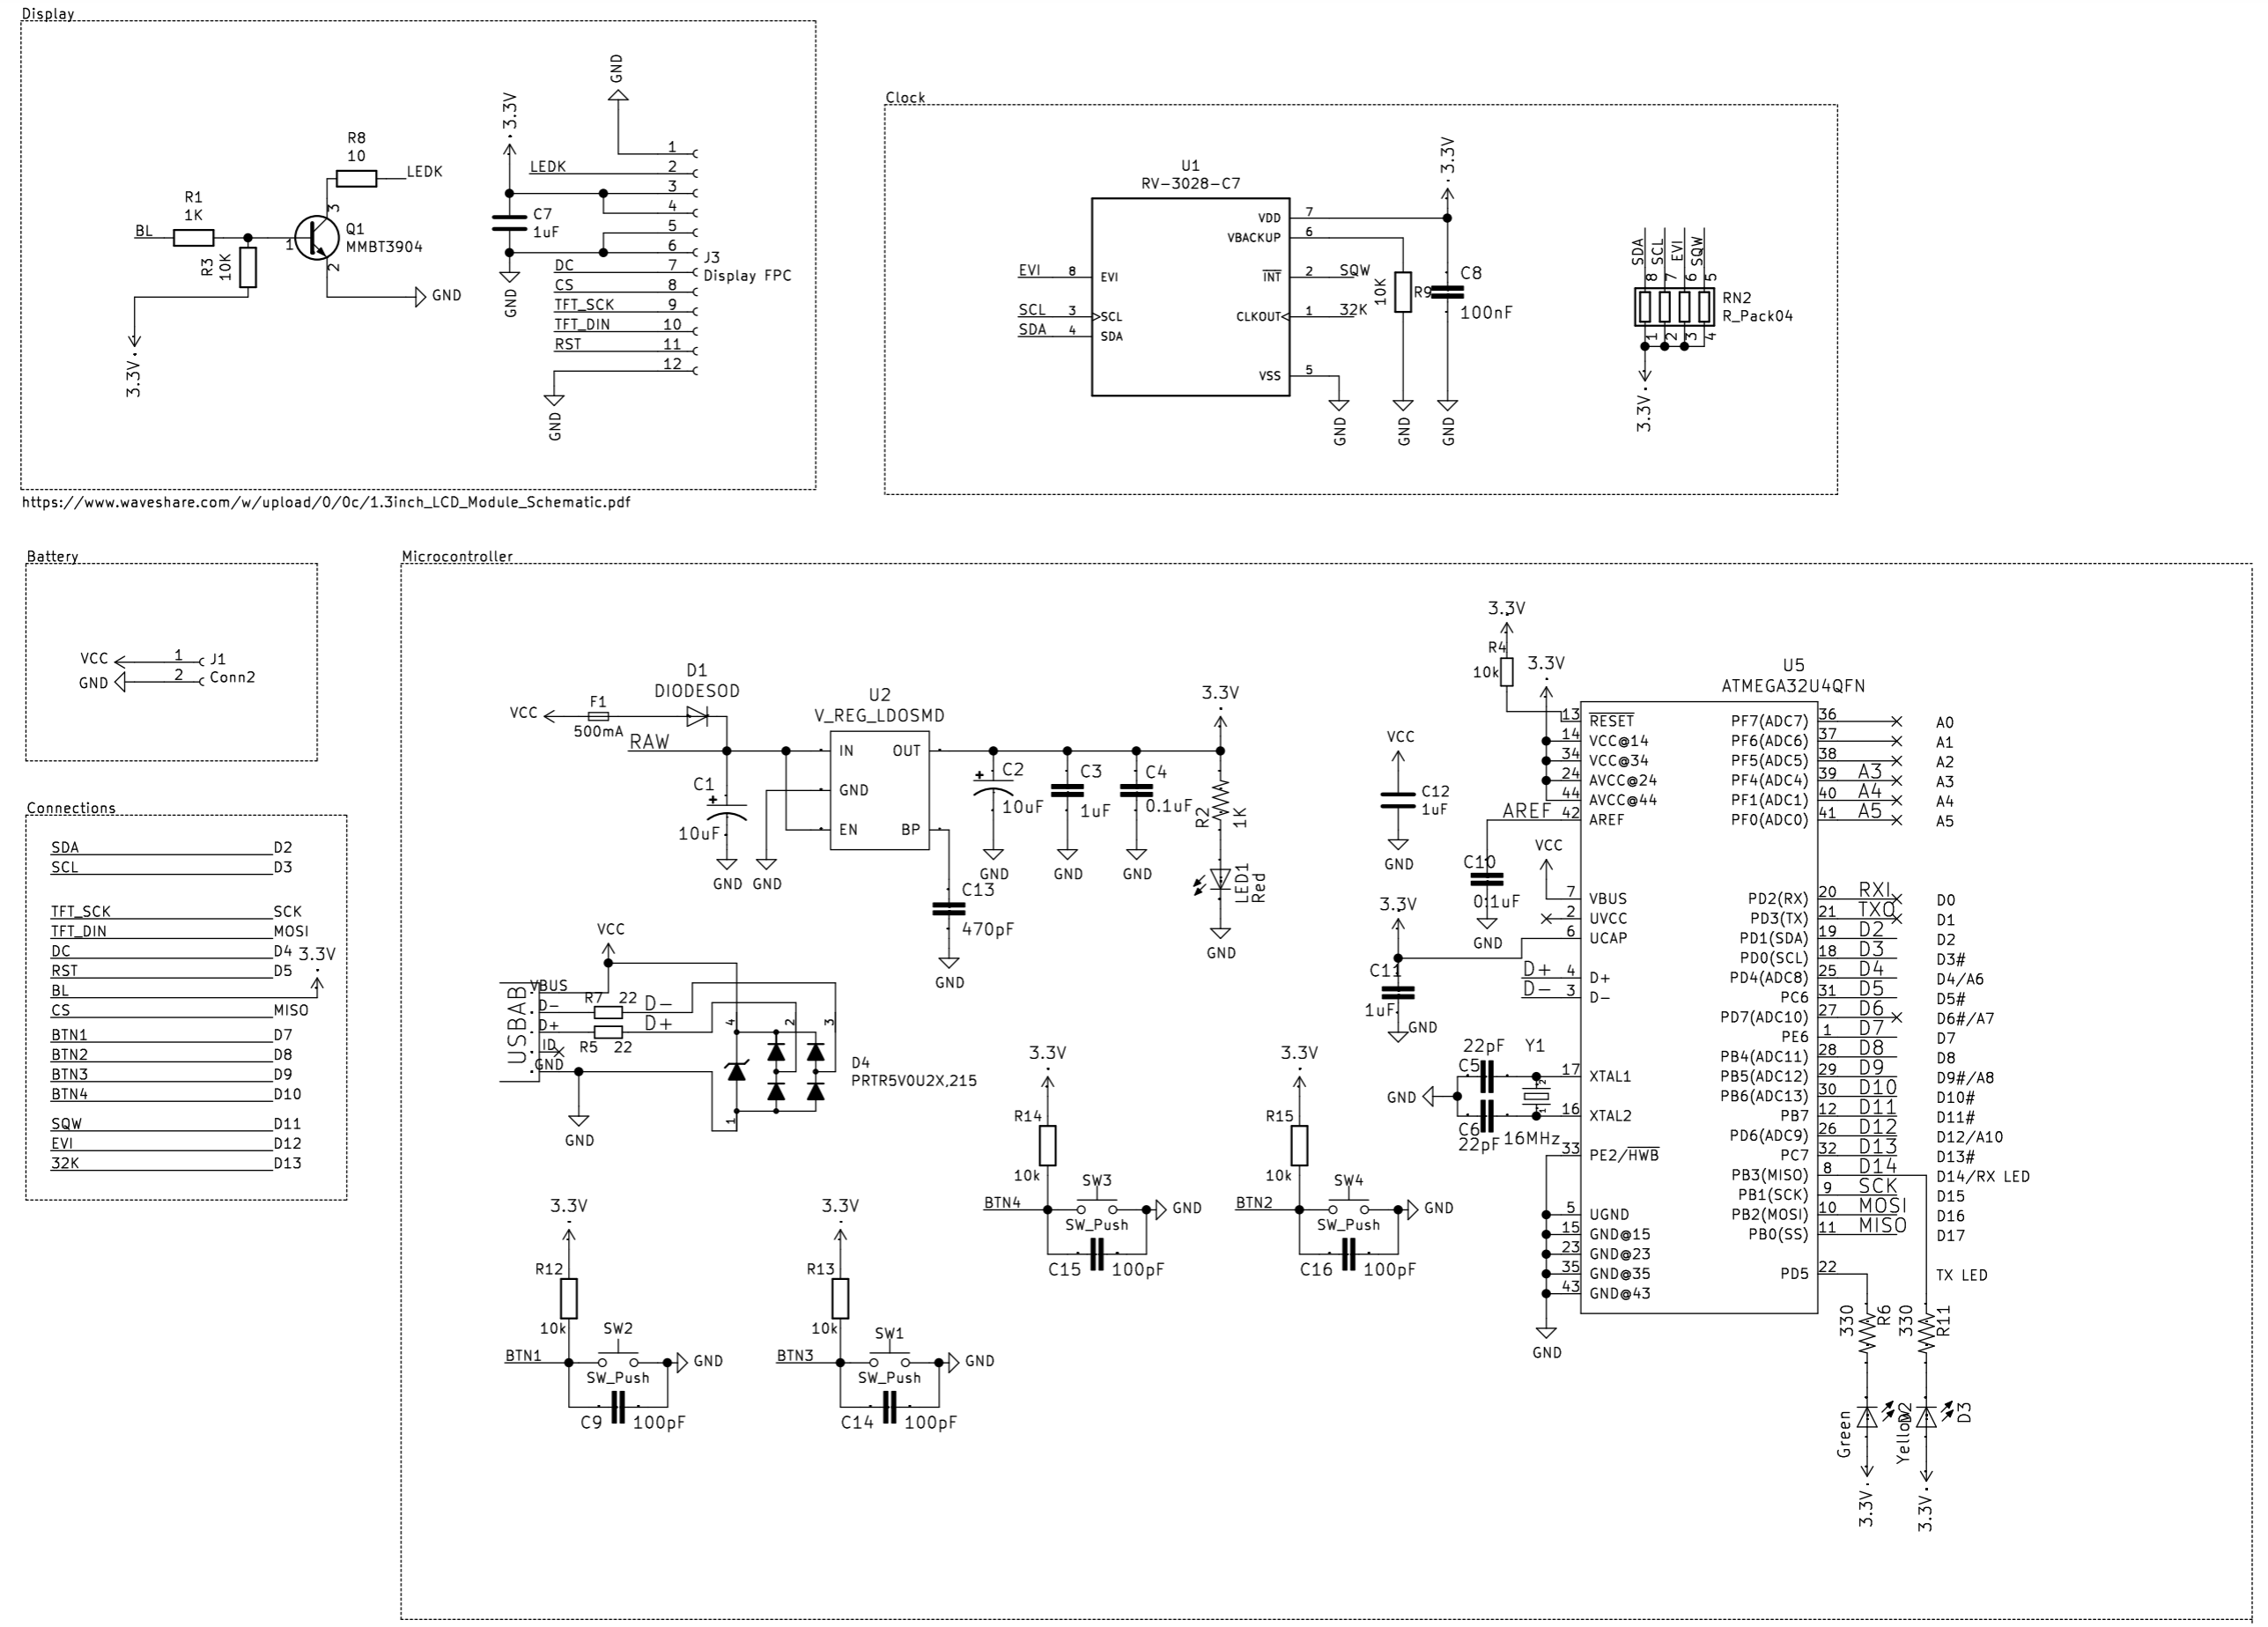 Display
GND
3.3V
R8
10
LEDK
R1
1K
BL
R3
10K
1
3
2
Q1
MMBT3904
GND
3.3V
LEDK
C7
1uF
GND
1
2
3
4
5
6
7
8
9
10
11
12
DC
CS
TFT_SCK
TFT_DIN
RST
GND
J3
Display FPC
https://www.waveshare.com/w/upload/0/0c/1.3inch_LCD_Module_Schematic.pdf
Clock
U1
RV-3028-C7
EVI 8 EVI
SCL 3 SCL
SDA 4 SDA
VDD 7
VBACKUP 6
INT 2 SQW
CLKOUT 1 32K
VSS 5
3.3V
10K
R9
C8
100nF
GND
GND
GND
SDA
SCL
EVI
SQW
8
7
6
5
RN2
R_Pack04
1
2
3
4
3.3V
Battery
VCC 1 J1
GND 2 Conn2
Connections
SDA D2
SCL D3
TFT_SCK SCK
TFT_DIN MOSI
DC D4
RST D5
BL
3.3V
CS MISO
BTN1 D7
BTN2 D8
BTN3 D9
BTN4 D10
SQW D11
EVI D12
32K D13
Microcontroller
VCC
F1
500mA
D1
DIODESOD
RAW
C1
10uF
GND
GND
U2
V_REG_LDOSMD
IN OUT
GND
EN BP
C13
470pF
GND
C2
10uF
GND
C3
1uF
GND
C4
0.1uF
GND
3.3V
R2
1K
LED1
Red
GND
VCC
USBAB
VBUS
D-
D+
ID
GND
R7 22
R5 22
D-
D+
GND
4
2
3
1
D4
PRTR5V0U2X,215
3.3V
R12
10k
BTN1
SW2
SW_Push
GND
C9 100pF
3.3V
R13
10k
BTN3
SW1
SW_Push
GND
C14 100pF
3.3V
R14
10k
BTN4
SW3
SW_Push
GND
C15 100pF
3.3V
R15
10k
BTN2
SW4
SW_Push
GND
C16 100pF
VCC
C12
1uF
GND
3.3V
C11
1uF
GND
3.3V
R4
10k
3.3V
AREF
C10
0.1uF
GND
VCC
D+
D-
22pF
C5
Y1
2
1
GND
C6
22pF
16MHz
GND
U5
ATMEGA32U4QFN
13 RESET
14 VCC@14
34 VCC@34
24 AVCC@24
44 AVCC@44
42 AREF
7 VBUS
2 UVCC
6 UCAP
4 D+
3 D-
17 XTAL1
16 XTAL2
33 PE2/HWB
5 UGND
15 GND@15
23 GND@23
35 GND@35
43 GND@43
PF7(ADC7) 36 A0
PF6(ADC6) 37 A1
PF5(ADC5) 38 A2
PF4(ADC4) 39 A3 A3
PF1(ADC1) 40 A4 A4
PF0(ADC0) 41 A5 A5
PD2(RX) 20 RXI D0
PD3(TX) 21 TXO D1
PD1(SDA) 19 D2 D2
PD0(SCL) 18 D3 D3#
PD4(ADC8) 25 D4 D4/A6
PC6 31 D5 D5#
PD7(ADC10) 27 D6 D6#/A7
PE6 1 D7 D7
PB4(ADC11) 28 D8 D8
PB5(ADC12) 29 D9 D9#/A8
PB6(ADC13) 30 D10 D10#
PB7 12 D11 D11#
PD6(ADC9) 26 D12 D12/A10
PC7 32 D13 D13#
PB3(MISO) 8 D14 D14/RX LED
PB1(SCK) 9 SCK D15
PB2(MOSI) 10 MOSI D16
PB0(SS) 11 MISO D17
PD5 22 TX LED
330
R6
330
R11
Green
D2
Yellow
D3
3.3V
3.3V